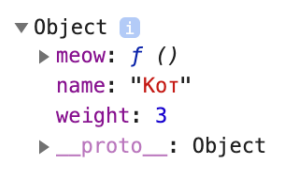 ▼Object i
▶meow: ƒ ()
name: "Кот"
weight: 3
▶__proto__: Object